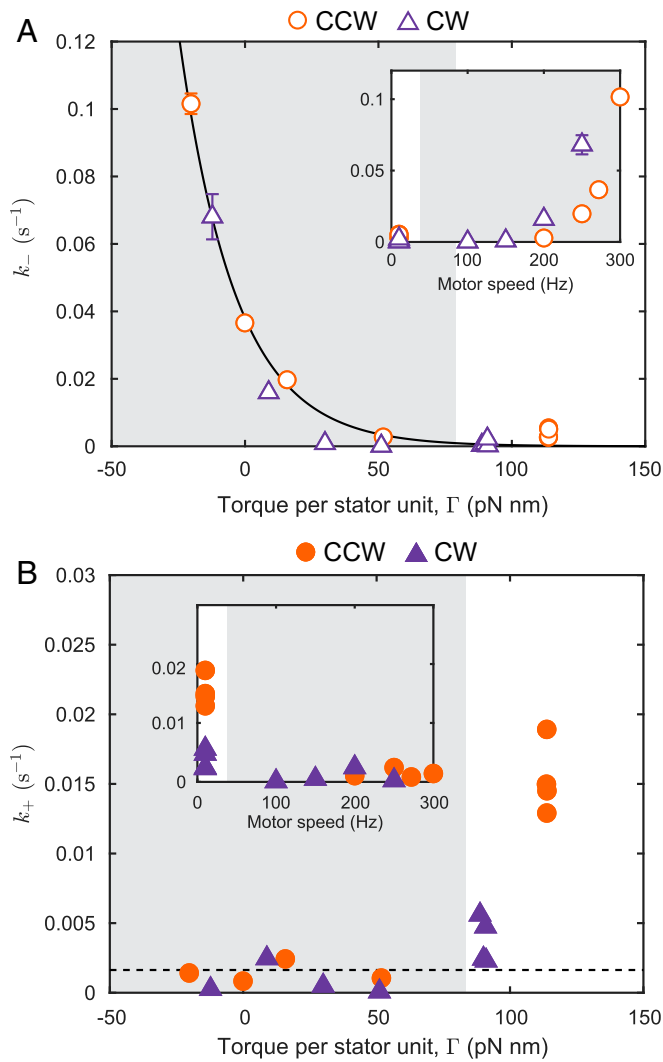 A
CCW CW
0.12
0.1
0.08
0.06
0.04
0.02
0
k₋ (s⁻¹)
0.1
0.05
0
0 100 200 300
Motor speed (Hz)
-50 0 50 100 150
Torque per stator unit, Γ (pN nm)
B
CCW CW
0.03
0.025
0.02
0.015
0.01
0.005
0
k₊ (s⁻¹)
0.02
0.01
0
0 100 200 300
Motor speed (Hz)
-50 0 50 100 150
Torque per stator unit, Γ (pN nm)